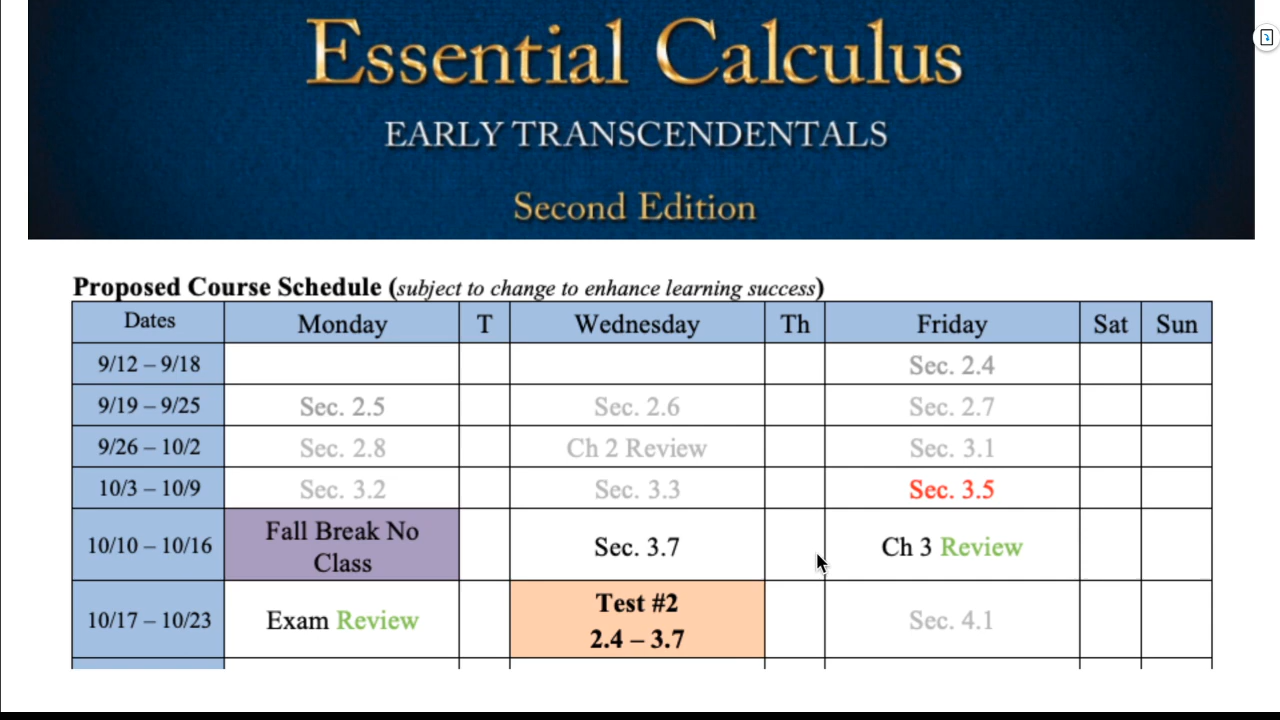 Essential Calculus
EARLY TRANSCENDENTALS
Second Edition
Proposed Course Schedule (subject to change to enhance learning success)
Dates Monday T Wednesday Th Friday Sat Sun
9/12 – 9/18 Sec. 2.4
9/19 – 9/25 Sec. 2.5 Sec. 2.6 Sec. 2.7
9/26 – 10/2 Sec. 2.8 Ch 2 Review Sec. 3.1
10/3 – 10/9 Sec. 3.2 Sec. 3.3 Sec. 3.5
10/10 – 10/16 Fall Break No
Class Sec. 3.7 Ch 3 Review
10/17 – 10/23 Exam Review Test #2
2.4 – 3.7 Sec. 4.1